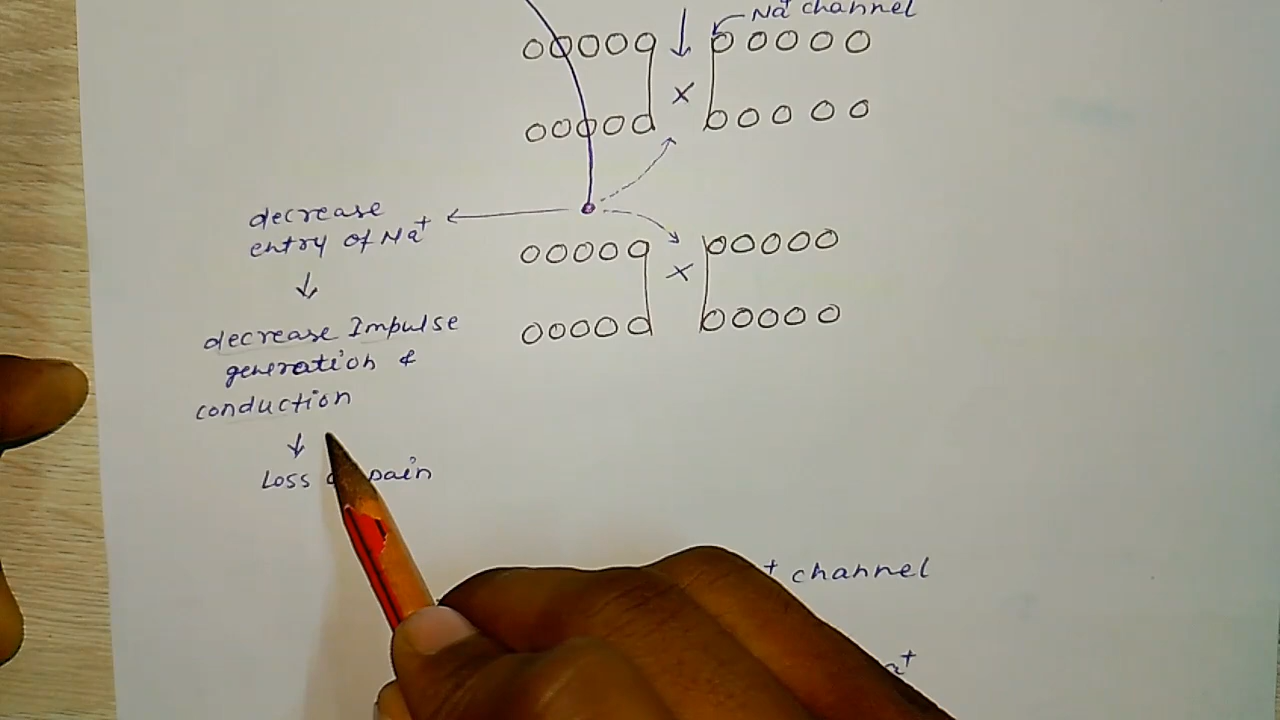 Na+ channel
decrease
entry of Na+
decrease Impulse
generation &
conduction
Loss pain
+ channel
+